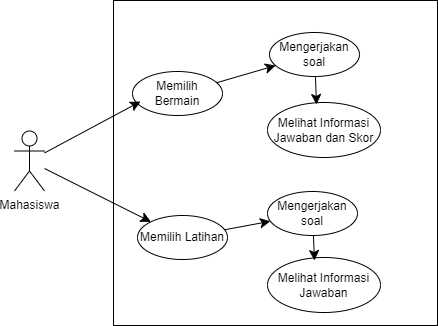 Mengerjakan
soal
Memilih
Bermain
Melihat Informasi
Jawaban dan Skor
Mahasiswa
Mengerjakan
soal
Memilih Latihan
Melihat Informasi
Jawaban